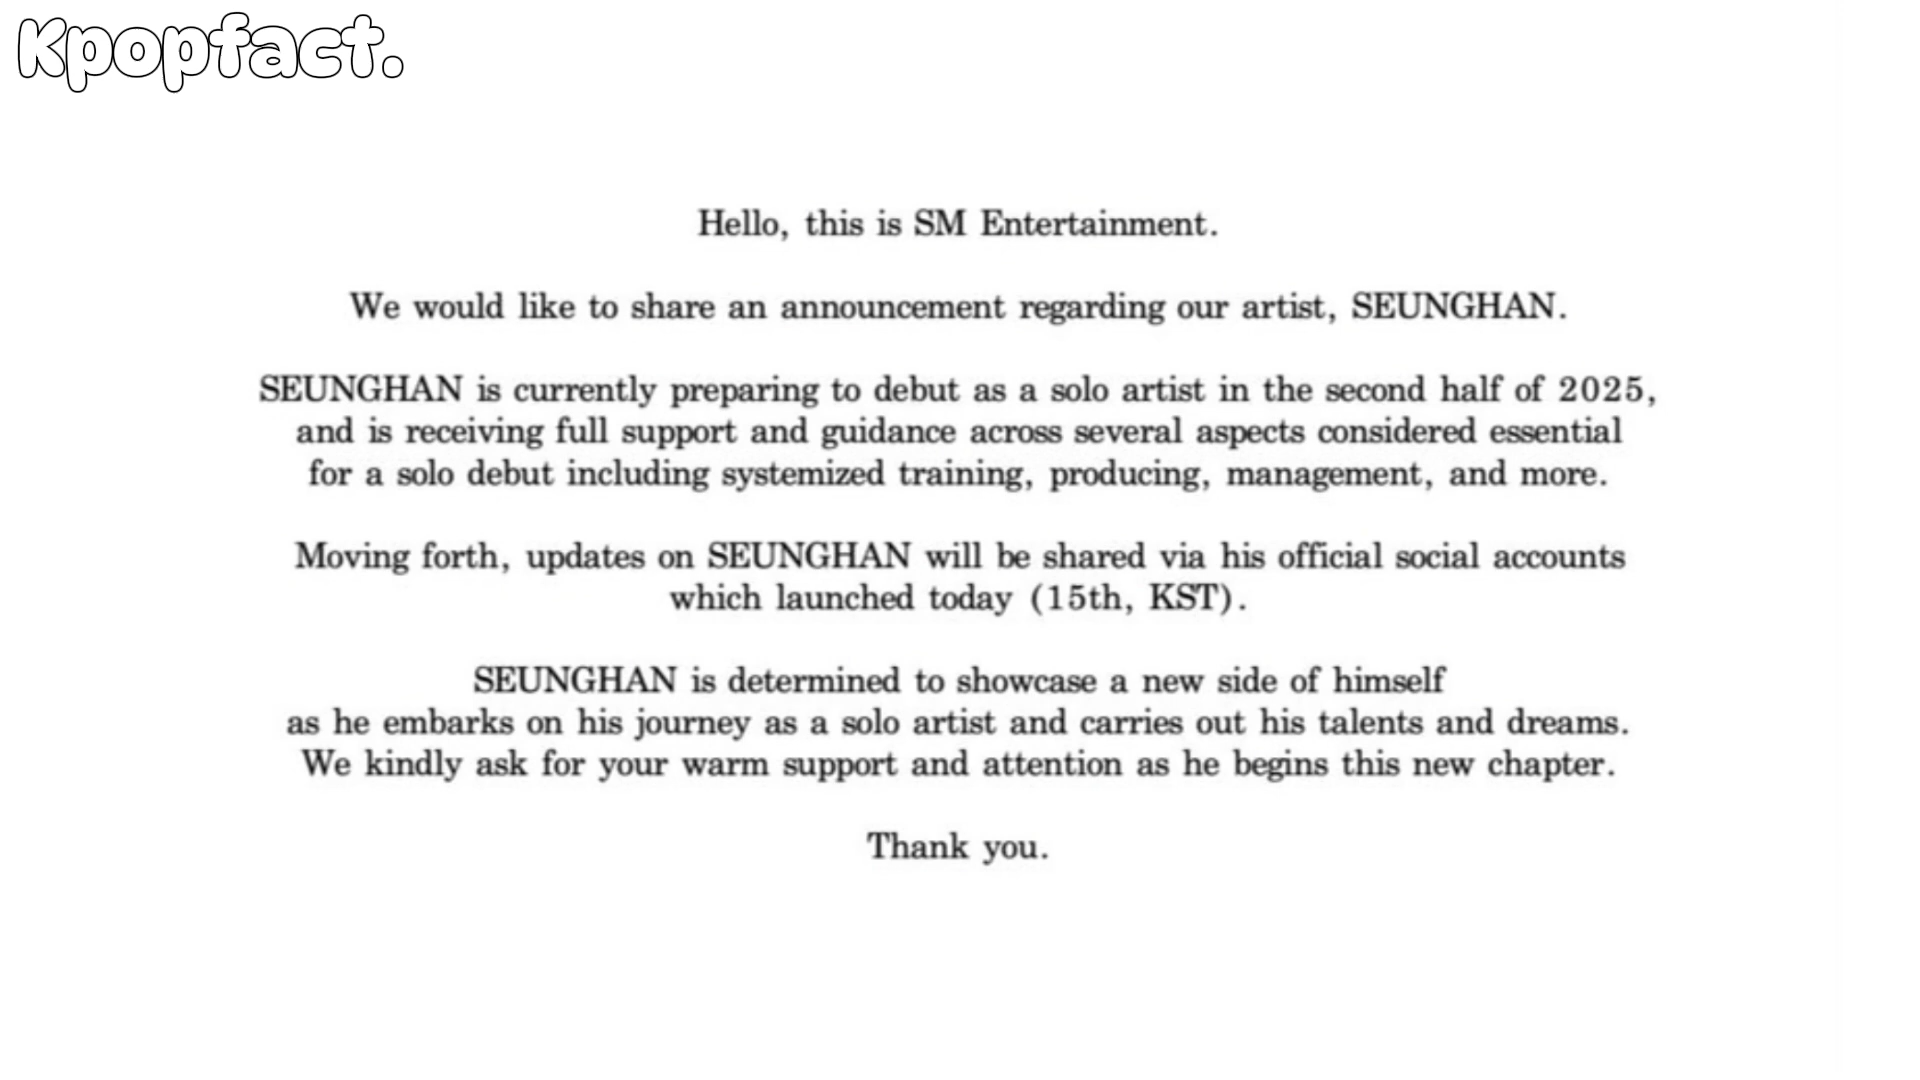 Kpopfact.
Hello, this is SM Entertainment.
We would like to share an announcement regarding our artist, SEUNGHAN.
SEUNGHAN is currently preparing to debut as a solo artist in the second half of 2025,
and is receiving full support and guidance across several aspects considered essential
for a solo debut including systemized training, producing, management, and more.
Moving forth, updates on SEUNGHAN will be shared via his official social accounts
which launched today (15th, KST).
SEUNGHAN is determined to showcase a new side of himself
as he embarks on his journey as a solo artist and carries out his talents and dreams.
We kindly ask for your warm support and attention as he begins this new chapter.
Thank you.